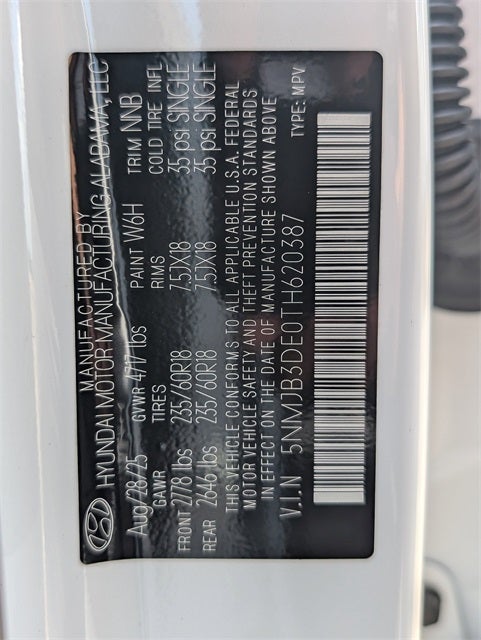 MANUFACTURED BY
HYUNDAI MOTOR MANUFACTURING ALABAMA, LLC
Aug/28/25 GVWR 4717 lbs PAINT W6H TRIM NNB
GAWR TIRES RIMS COLD TIRE INFL
FRONT 2778 lbs 235/60R18 7.5JX18 35 psi SINGLE
REAR 2646 lbs 235/60R18 7.5JX18 35 psi SINGLE
THIS VEHICLE CONFORMS TO ALL APPLICABLE U.S.A. FEDERAL
MOTOR VEHICLE SAFETY AND THEFT PREVENTION STANDARDS
IN EFFECT ON THE DATE OF MANUFACTURE SHOWN ABOVE
V.I.N 5NMJB3DE0TH620387 TYPE: MPV